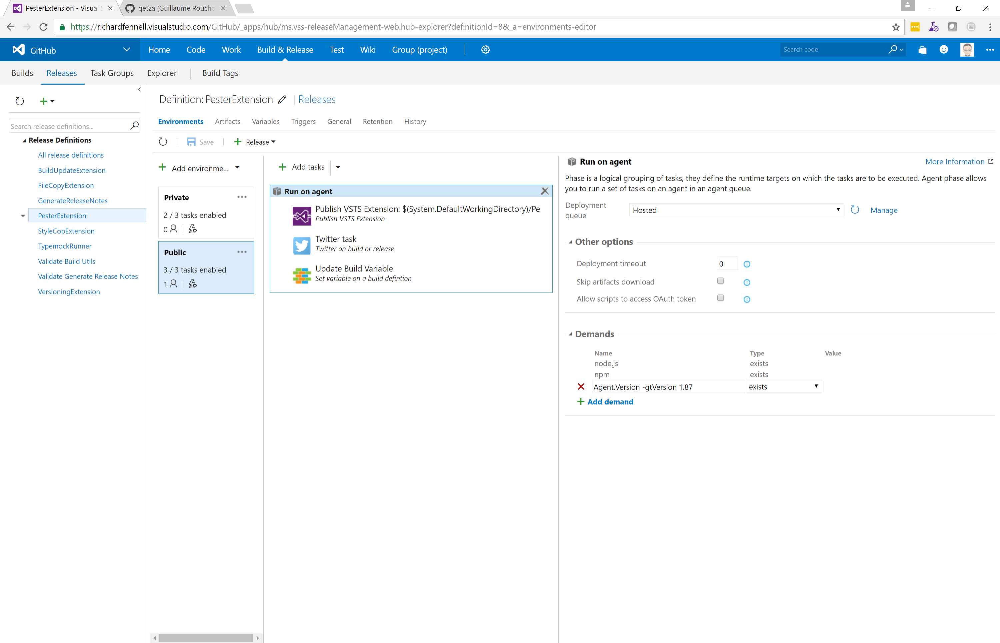 PesterExtension - Visual S
qetza (Guillaume Roucho
https://richardfennell.visualstudio.com/GitHub/_apps/hub/ms.vss-releaseManagement-web.hub-explorer?definitionId=8&_a=environments-editor
GitHub
Home Code Work Build & Release Test Wiki Group (project)
Search code
Builds Releases Task Groups Explorer Build Tags
Search release definitions...
Release Definitions
All release definitions
BuildUpdateExtension
FileCopyExtension
GenerateReleaseNotes
PesterExtension
StyleCopExtension
TypemockRunner
Validate Build Utils
Validate Generate Release Notes
VersioningExtension
Definition: PesterExtension | Releases
Environments Artifacts Variables Triggers General Retention History
Save Release
Add environme...
Private
2 / 3 tasks enabled
0
Public
3 / 3 tasks enabled
1
Add tasks
Run on agent
Publish VSTS Extension: $(System.DefaultWorkingDirectory)/Pe
Publish VSTS Extension
Twitter task
Twitter on build or release
Update Build Variable
Set variable on a build defintion
Run on agent
More Information
Phase is a logical grouping of tasks, they define the runtime targets on which the tasks are to be executed. Agent phase allows
you to run a set of tasks on an agent in an agent queue.
Deployment
queue
Hosted
Manage
Other options
Deployment timeout 0
Skip artifacts download
Allow scripts to access OAuth token
Demands
Name Type Value
node.js exists
npm exists
Agent.Version -gtVersion 1.87 exists
Add demand